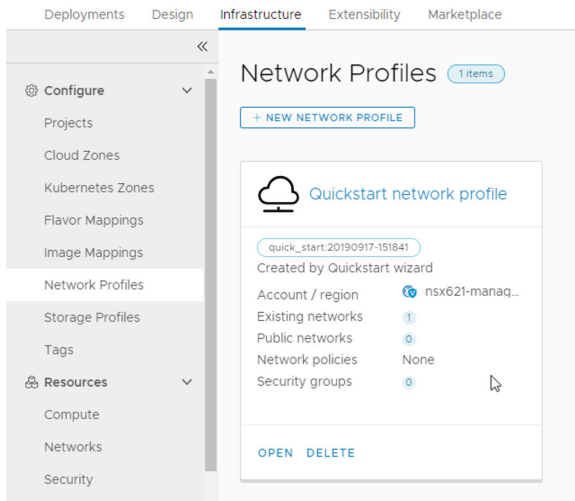 Deployments Design Infrastructure Extensibility Marketplace
Configure
Projects
Cloud Zones
Kubernetes Zones
Flavor Mappings
Image Mappings
Network Profiles
Storage Profiles
Tags
Resources
Compute
Networks
Security
Network Profiles 1 items
+ NEW NETWORK PROFILE
Quickstart network profile
quick_start:20190917-151841
Created by Quickstart wizard
Account / region nsx621-manag...
Existing networks 1
Public networks 0
Network policies None
Security groups 0
OPEN DELETE